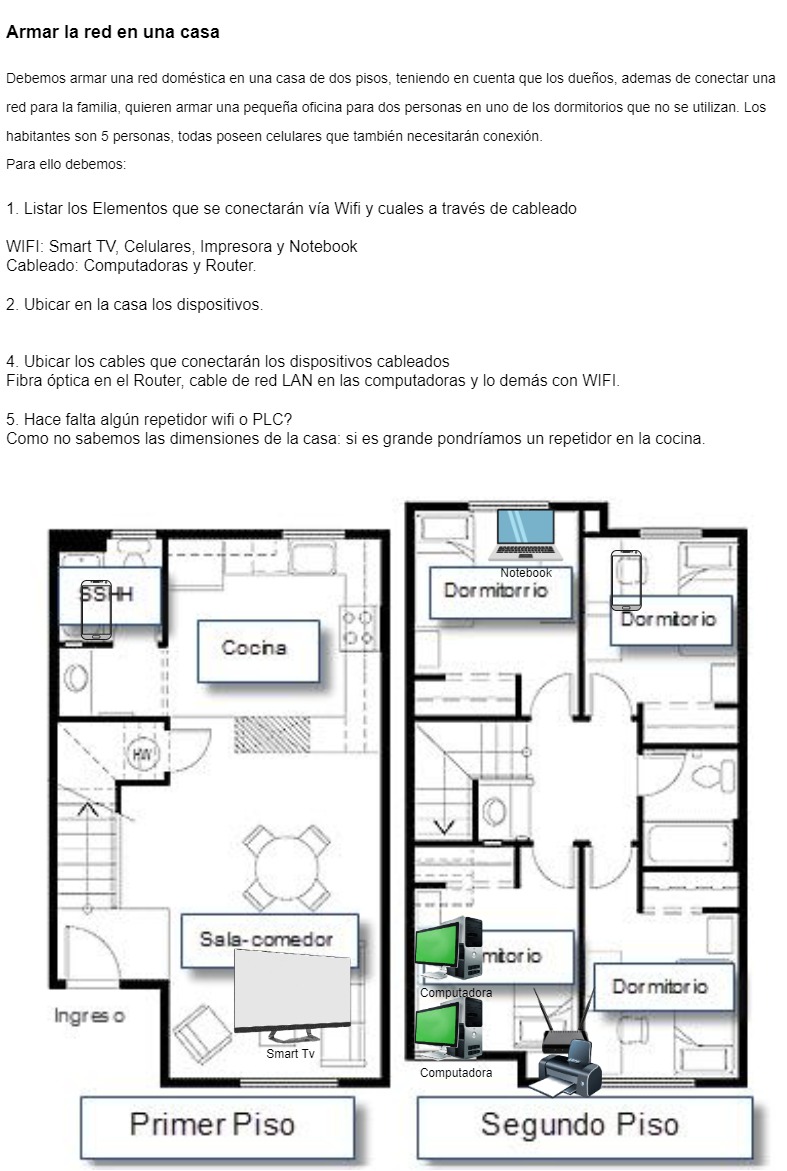 Armar la red en una casa
Debemos armar una red doméstica en una casa de dos pisos, teniendo en cuenta que los dueños, ademas de conectar una
red para la familia, quieren armar una pequeña oficina para dos personas en uno de los dormitorios que no se utilizan. Los
habitantes son 5 personas, todas poseen celulares que también necesitarán conexión.
Para ello debemos:
1. Listar los Elementos que se conectarán vía Wifi y cuales a través de cableado
WIFI: Smart TV, Celulares, Impresora y Notebook
Cableado: Computadoras y Router.
2. Ubicar en la casa los dispositivos.
4. Ubicar los cables que conectarán los dispositivos cableados
Fibra óptica en el Router, cable de red LAN en las computadoras y lo demás con WIFI.
5. Hace falta algún repetidor wifi o PLC?
Como no sabemos las dimensiones de la casa: si es grande pondríamos un repetidor en la cocina.
SSHH
Cocina
HW
Sala-comedor
Smart Tv
Ingreso
Primer Piso
Notebook
Dormitorrio
Dormitorio
mitorio
Computadora
Dormitorio
Computadora
Segundo Piso